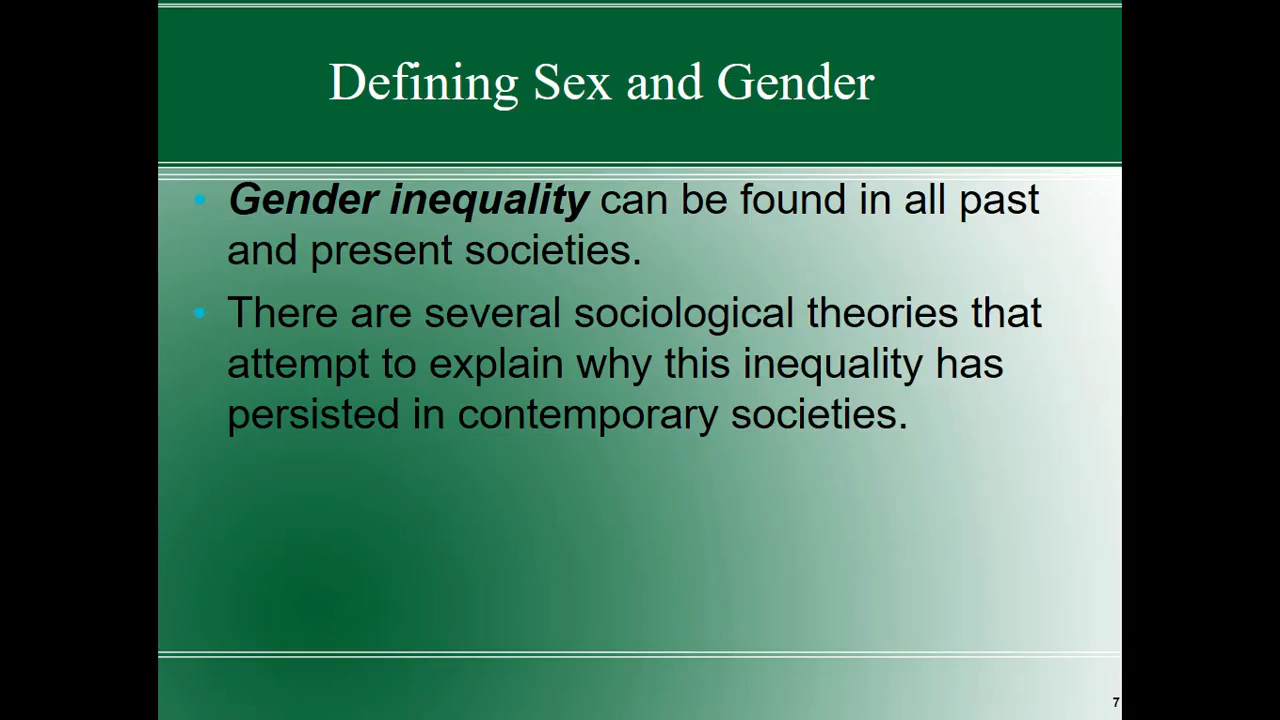 Defining Sex and Gender
• Gender inequality can be found in all past
and present societies.
• There are several sociological theories that
attempt to explain why this inequality has
persisted in contemporary societies.
7